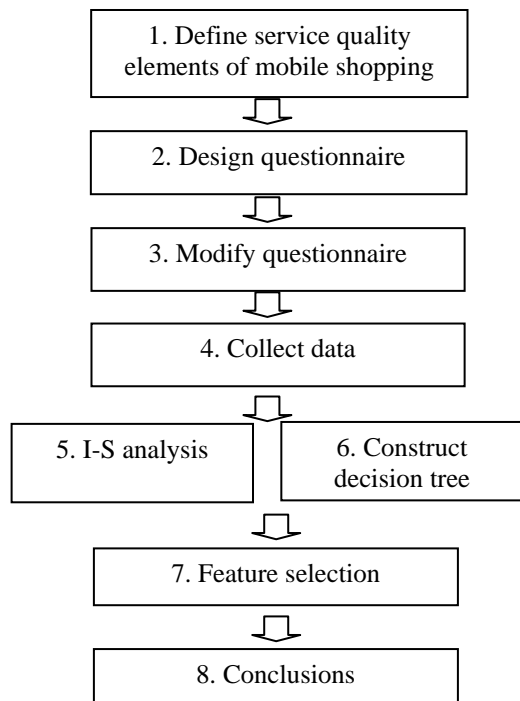 1. Define service quality
elements of mobile shopping
2. Design questionnaire
3. Modify questionnaire
4. Collect data
5. I-S analysis
6. Construct
decision tree
7. Feature selection
8. Conclusions